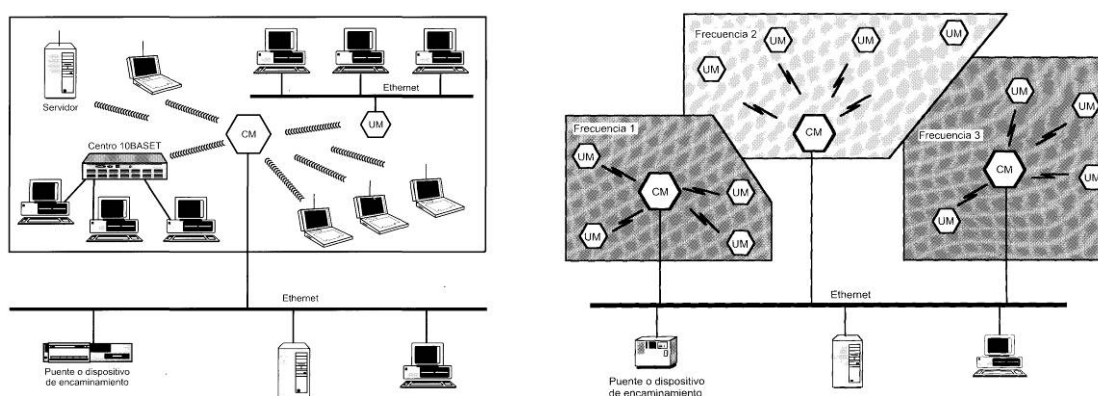 Servidor
Ethernet
CM
UM
Centro 10BASET
Ethernet
Puente o dispositivo
de encaminamiento
Frecuencia 2
UM
UM
UM
UM
CM
Frecuencia 1
UM
CM
UM
UM
UM
Frecuencia 3
UM
UM
CM
UM
UM
Ethernet
Puente o dispositivo
de encaminamiento